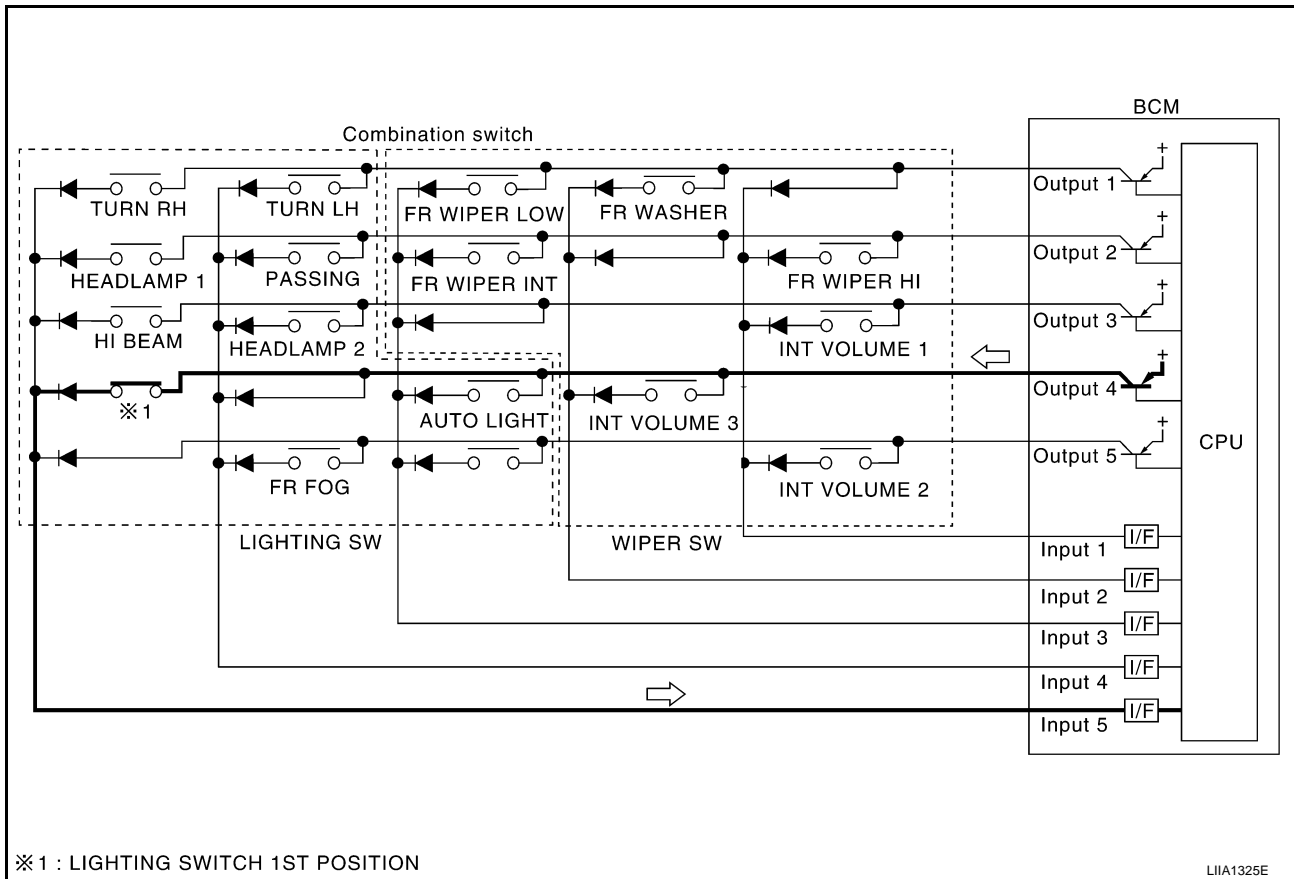 BCM
Combination switch
Output 1
TURN RH
TURN LH
FR WIPER LOW
FR WASHER
Output 2
HEADLAMP 1
PASSING
FR WIPER INT
FR WIPER HI
Output 3
HI BEAM
HEADLAMP 2
INT VOLUME 1
Output 4
※1
AUTO LIGHT
INT VOLUME 3
CPU
Output 5
FR FOG
INT VOLUME 2
LIGHTING SW
WIPER SW
Input 1
I/F
Input 2
I/F
Input 3
I/F
Input 4
I/F
Input 5
I/F
※1 : LIGHTING SWITCH 1ST POSITION
LIIA1325E